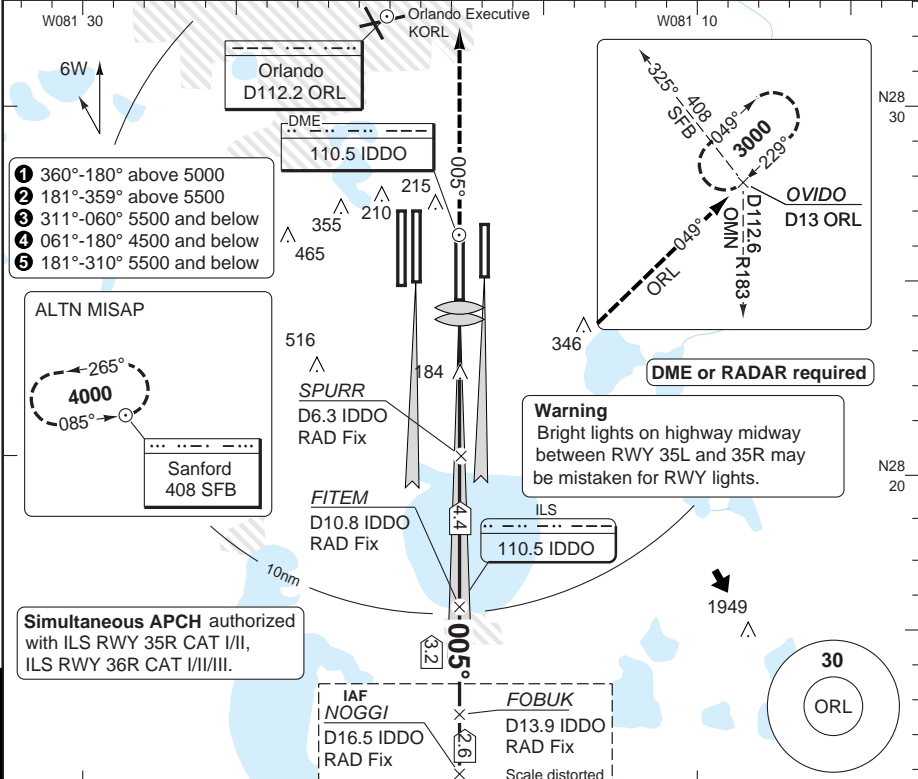 W081 30
Orlando Executive
KORL
W081 10
6W
Orlando
D112.2 ORL
DME
110.5 IDDO
005°
N28
30
325°
408
SFB
049°
3000
229°
OVIDO
D13 ORL
D112.6
OMN
R183
049°
ORL
346
1 360°-180° above 5000
2 181°-359° above 5500
3 311°-060° 5500 and below
4 061°-180° 4500 and below
5 181°-310° 5500 and below
215
210
355
465
ALTN MISAP
265°
4000
085°
Sanford
408 SFB
516
184
SPURR
D6.3 IDDO
RAD Fix
DME or RADAR required
Warning
Bright lights on highway midway
between RWY 35L and 35R may
be mistaken for RWY lights.
N28
20
FITEM
D10.8 IDDO
RAD Fix
4.4
ILS
110.5 IDDO
10nm
1949
Simultaneous APCH authorized
with ILS RWY 35R CAT I/II,
ILS RWY 36R CAT I/II/III.
3.2
005°
30
ORL
IAF
NOGGI
D16.5 IDDO
RAD Fix
2.6
FOBUK
D13.9 IDDO
RAD Fix
Scale distorted